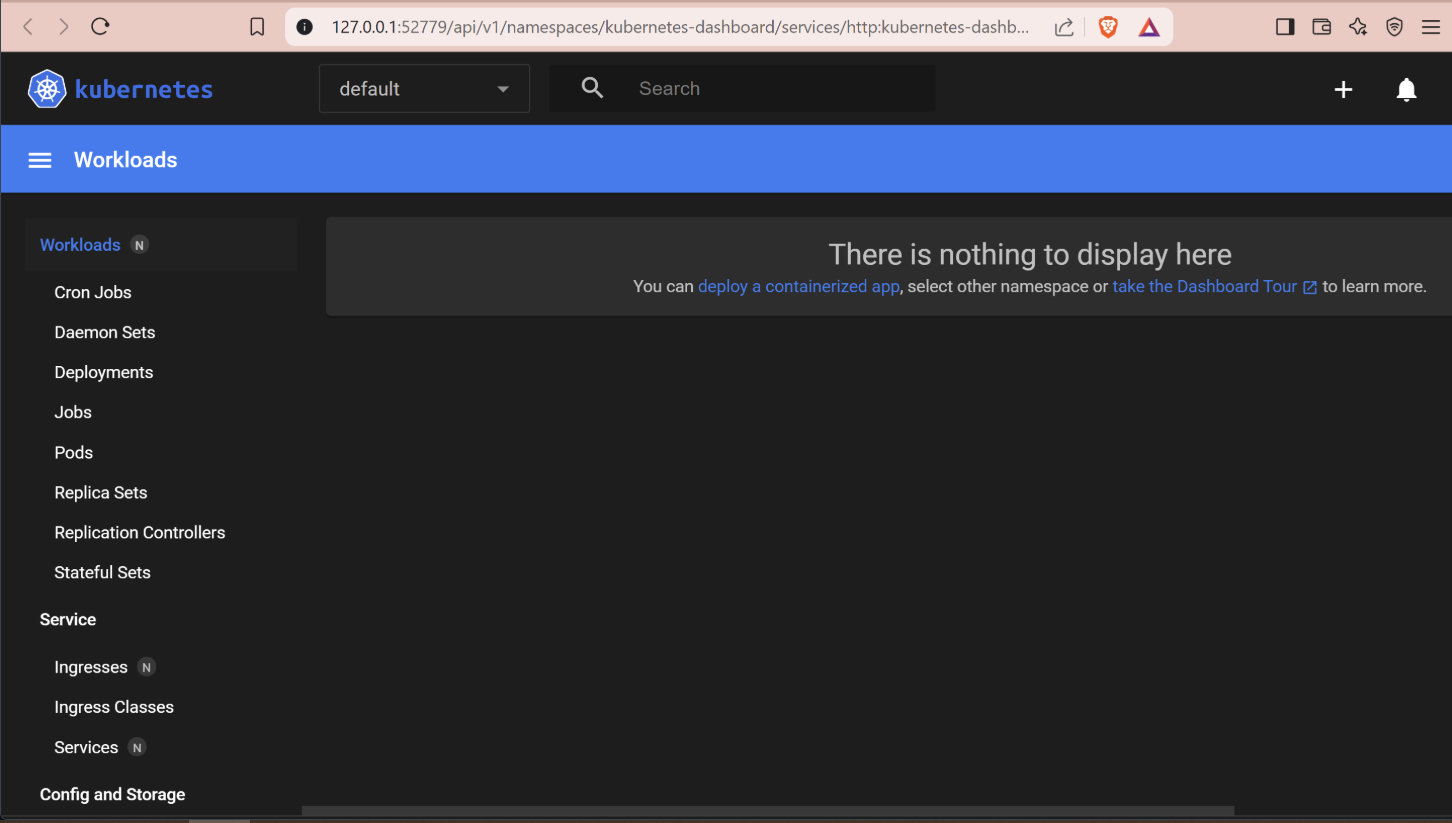 127.0.0.1:52779/api/v1/namespaces/kubernetes-dashboard/services/http:kubernetes-dashb...
kubernetes
default
Search
Workloads
Workloads N
Cron Jobs
Daemon Sets
Deployments
Jobs
Pods
Replica Sets
Replication Controllers
Stateful Sets
Service
Ingresses N
Ingress Classes
Services N
Config and Storage
There is nothing to display here
You can deploy a containerized app, select other namespace or take the Dashboard Tour to learn more.